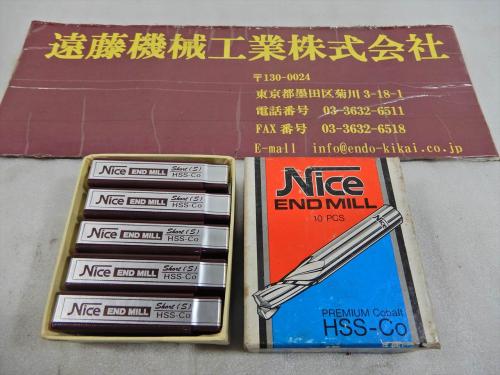 遠藤機械工業株式会社
〒130-0024
東京都墨田区菊川3-18-1
電話番号 03-3632-6511
FAX番号 03-3632-6518
E-mall info@endo-kikai.co.jp
Nice END MILL Short (S) HSS-Co
Nice END MILL Short (S) HSS-Co
Nice END MILL Short (S) HSS-Co
Nice END MILL Short (S) HSS-Co
Nice END MILL Short (S) HSS-Co
Nice
END MILL
10 PCS
PREMIUM Cobalt
HSS-Co